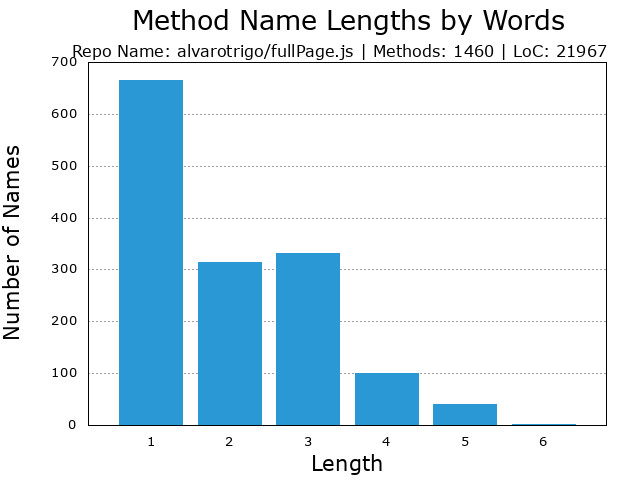 Method Name Lengths by Words
Repo Name: alvarotrigo/fullPage.js | Methods: 1460 | LoC: 21967
Number of Names
700
600
500
400
300
200
100
0
1 2 3 4 5 6
Length